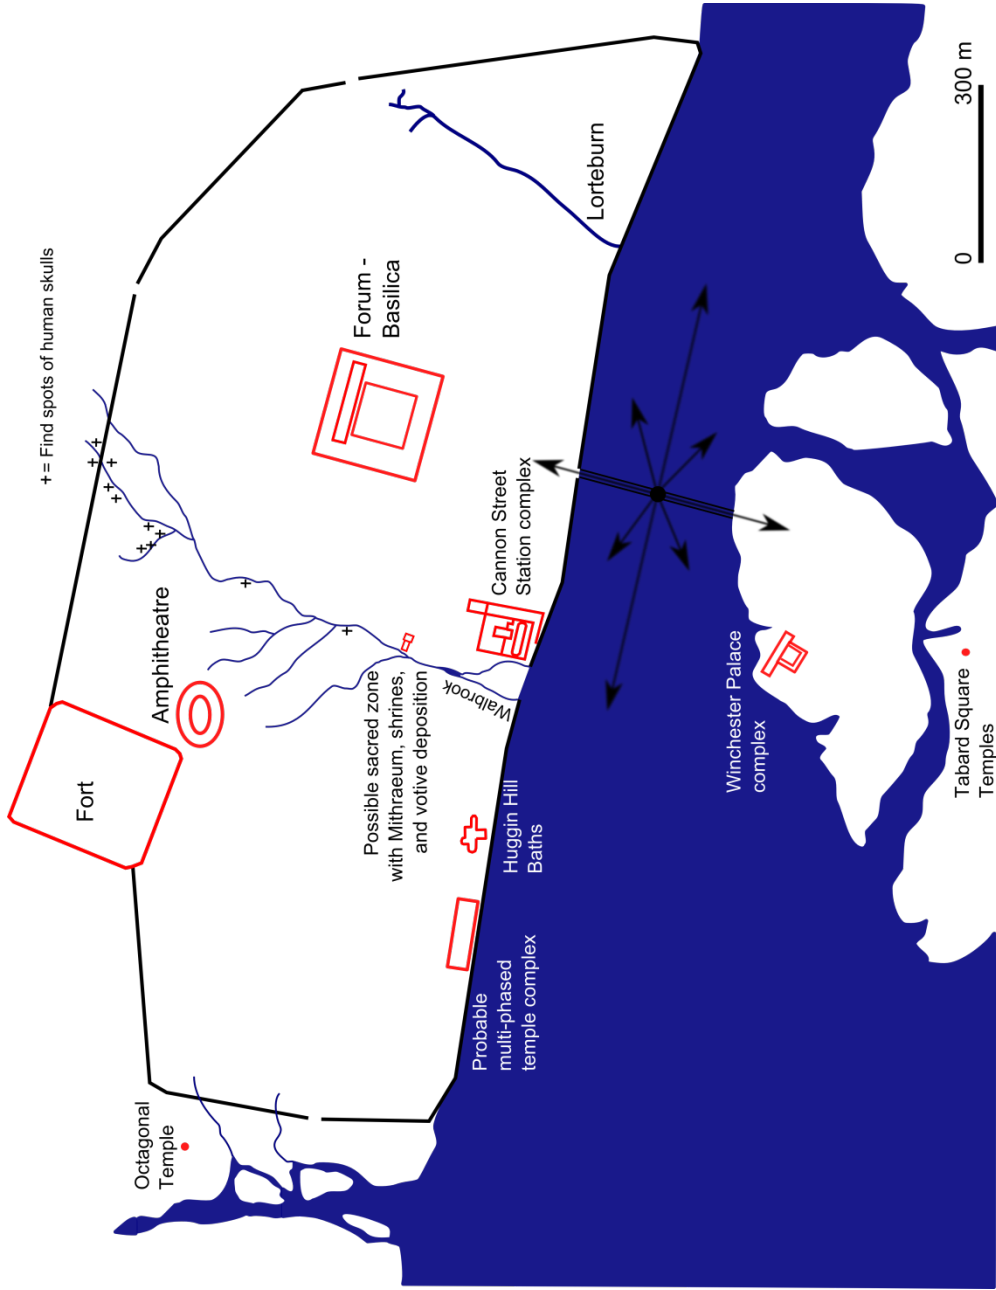 + = Find spots of human skulls
Octagonal
Temple
Fort
Amphitheatre
Forum -
Basilica
Possible sacred zone
with Mithraeum, shrines,
and votive deposition
Walbrook
Cannon Street
Station complex
Lorteburn
Probable
multi-phased
temple complex
Huggin Hill
Baths
Winchester Palace
complex
Tabard Square
Temples
0 300 m